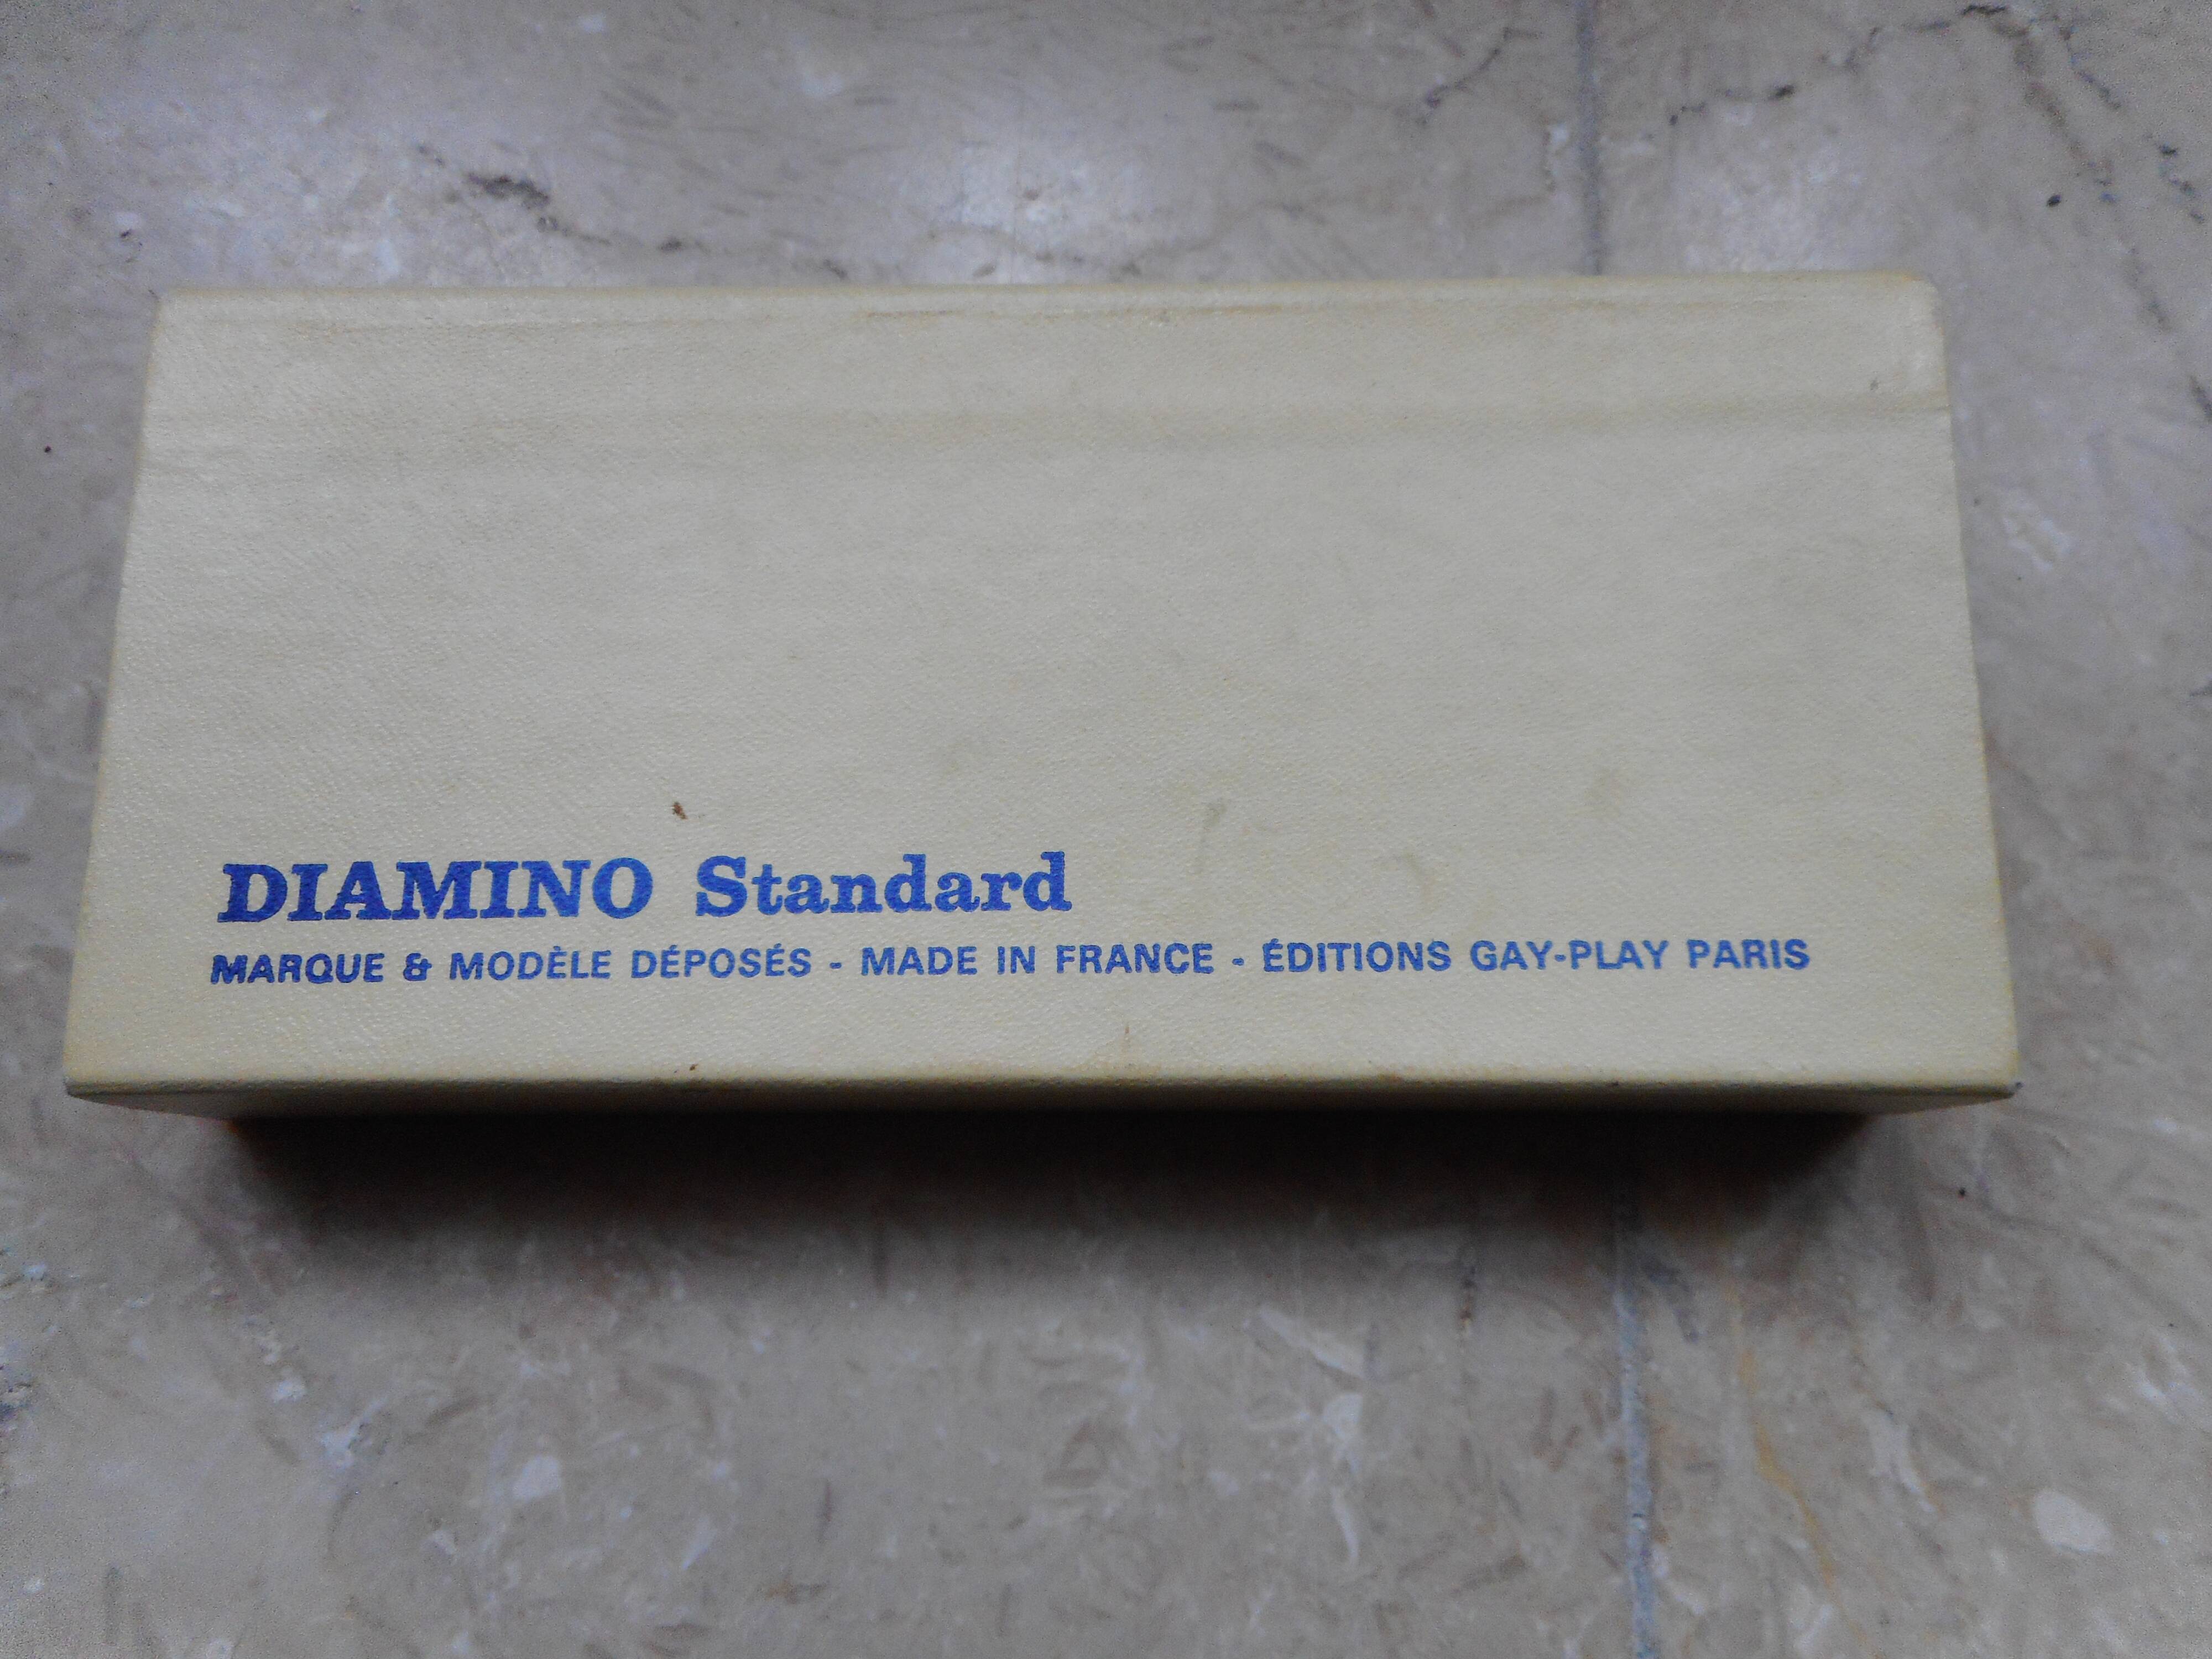 DIAMINO Standard
MARQUE & MODÈLE DÉPOSÉS - MADE IN FRANCE - ÉDITIONS GAY-PLAY PARIS